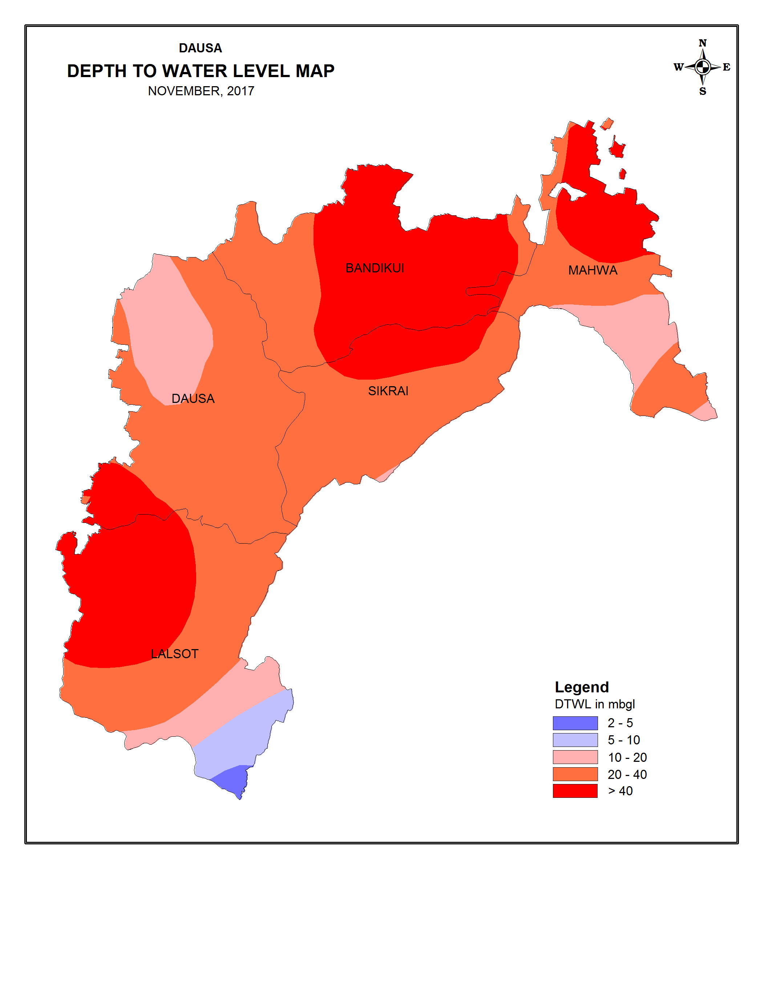 DAUSA
DEPTH TO WATER LEVEL MAP
NOVEMBER, 2017
N
W E
S
BANDIKUI
MAHWA
SIKRAI
DAUSA
LALSOT
Legend
DTWL in mbgl
2 - 5
5 - 10
10 - 20
20 - 40
> 40